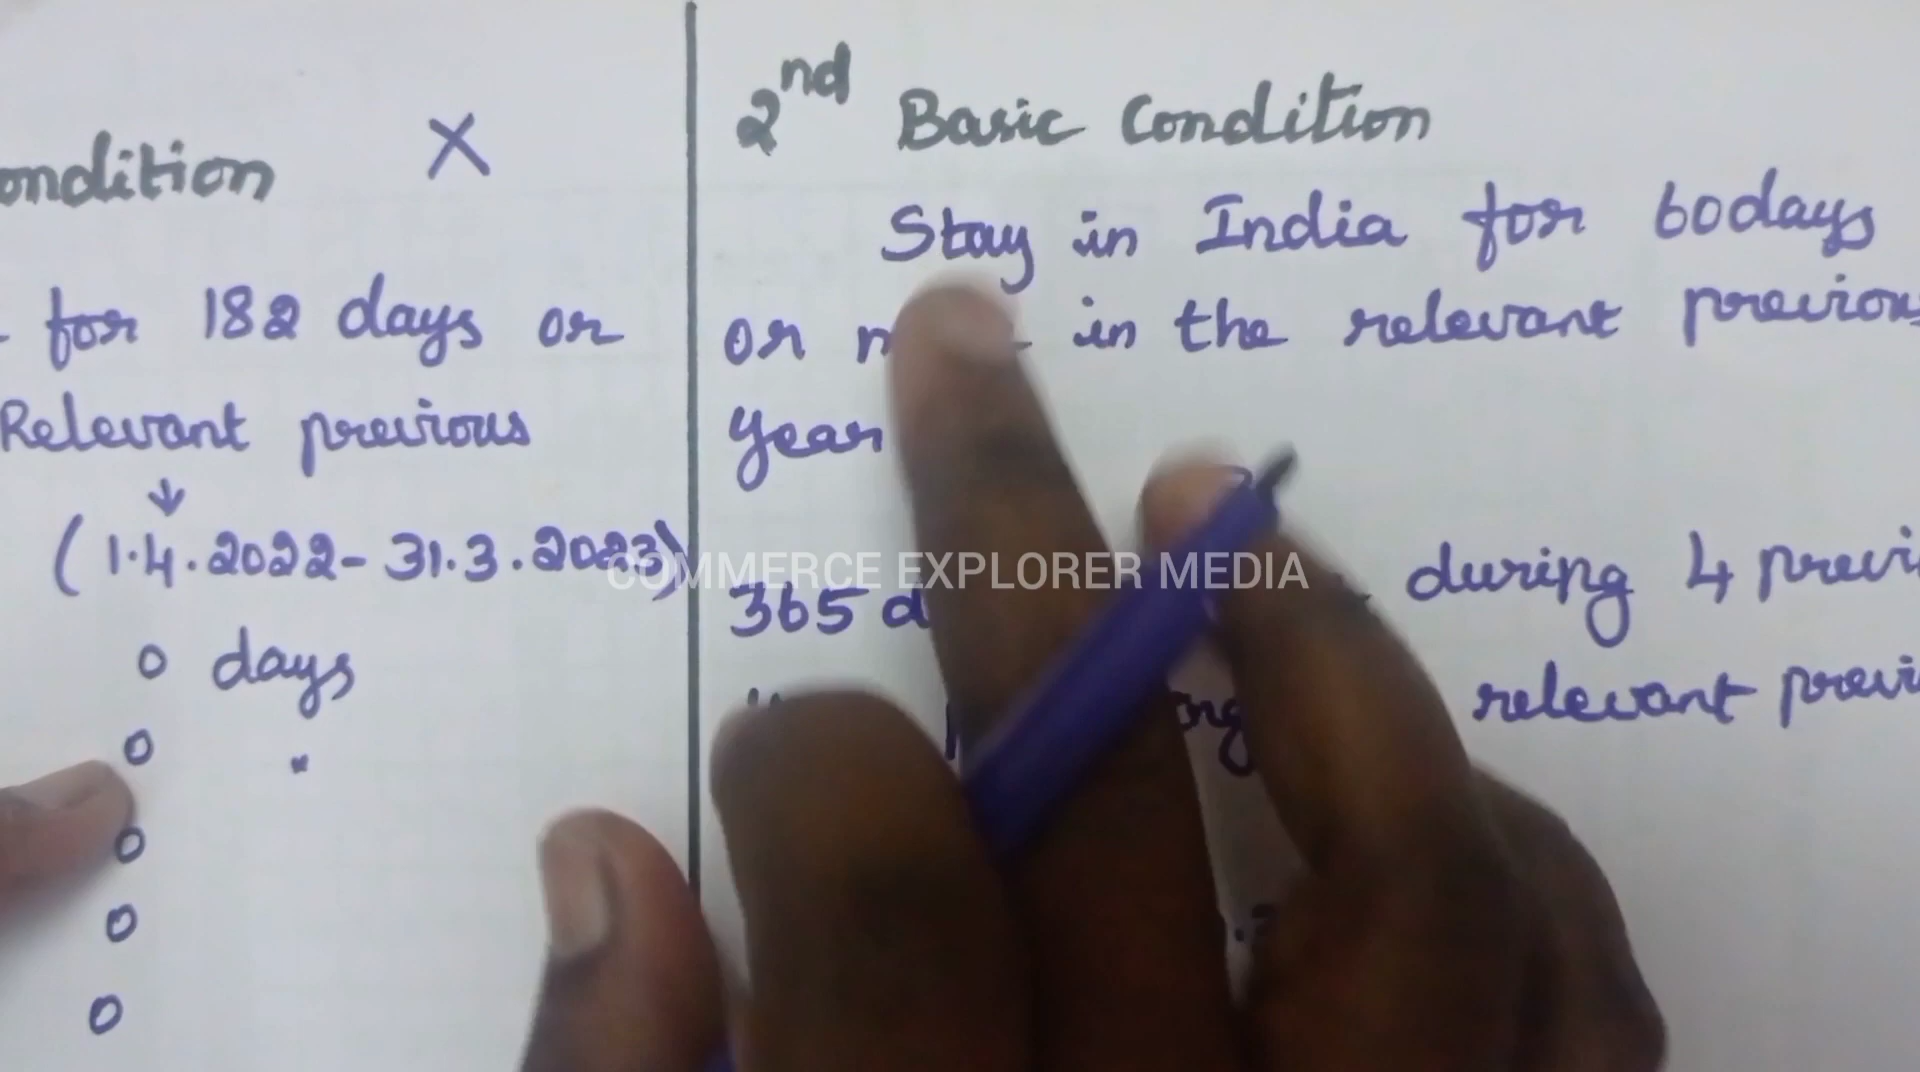 ondition X
for 182 days or
Relevant previous
↓
(1.4.2022-31.3.2023)
0 days
0 "
0
0
0
2nd Basic Condition
Stay in India for 60days
or in the relevant previous
year
365 d during 4 previ
relevant previ
COMMERCE EXPLORER MEDIA